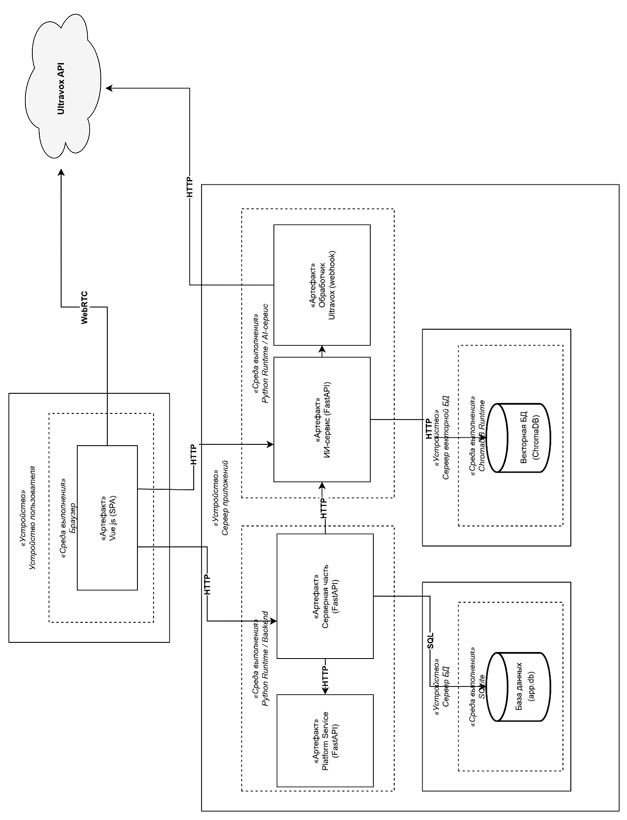 Ultravox API
WebRTC
HTTP
«Устройство»
Устройство пользователя
«Среда выполнения»
Браузер
«Артефакт»
Vue.js (SPA)
HTTP
HTTP
«Устройство»
Сервер приложений
«Среда выполнения»
Python Runtime / AI-сервис
«Артефакт»
Обработчик
Ultravox (webhook)
«Артефакт»
ИИ-сервис (FastAPI)
HTTP
«Среда выполнения»
Python Runtime / Backend
«Артефакт»
Серверная часть
(FastAPI)
HTTP
«Артефакт»
Platform Service
(FastAPI)
HTTP
«Устройство»
Сервер векторной БД
«Среда выполнения»
ChromaDB Runtime
Векторная БД
(ChromaDB)
SQL
«Устройство»
Сервер БД
«Среда выполнения»
SQLite
База данных
(app.db)